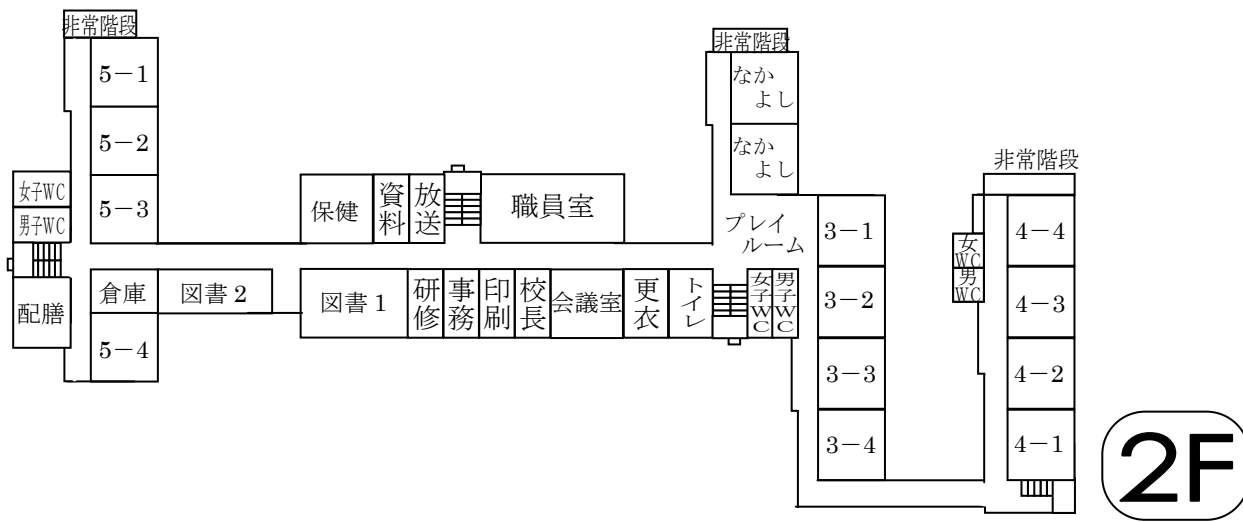 非常階段
5-1
5-2
5-3
女子WC
男子WC
配膳
倉庫
図書2
5-4
保健
資料
放送
職員室
図書1
研修
事務
印刷
校長
会議室
更衣
トイレ
女子WC
男子WC
非常階段
なか
よし
なか
よし
プレイ
ルーム
3-1
3-2
3-3
3-4
非常階段
女
WC
男
WC
4-4
4-3
4-2
4-1
2F